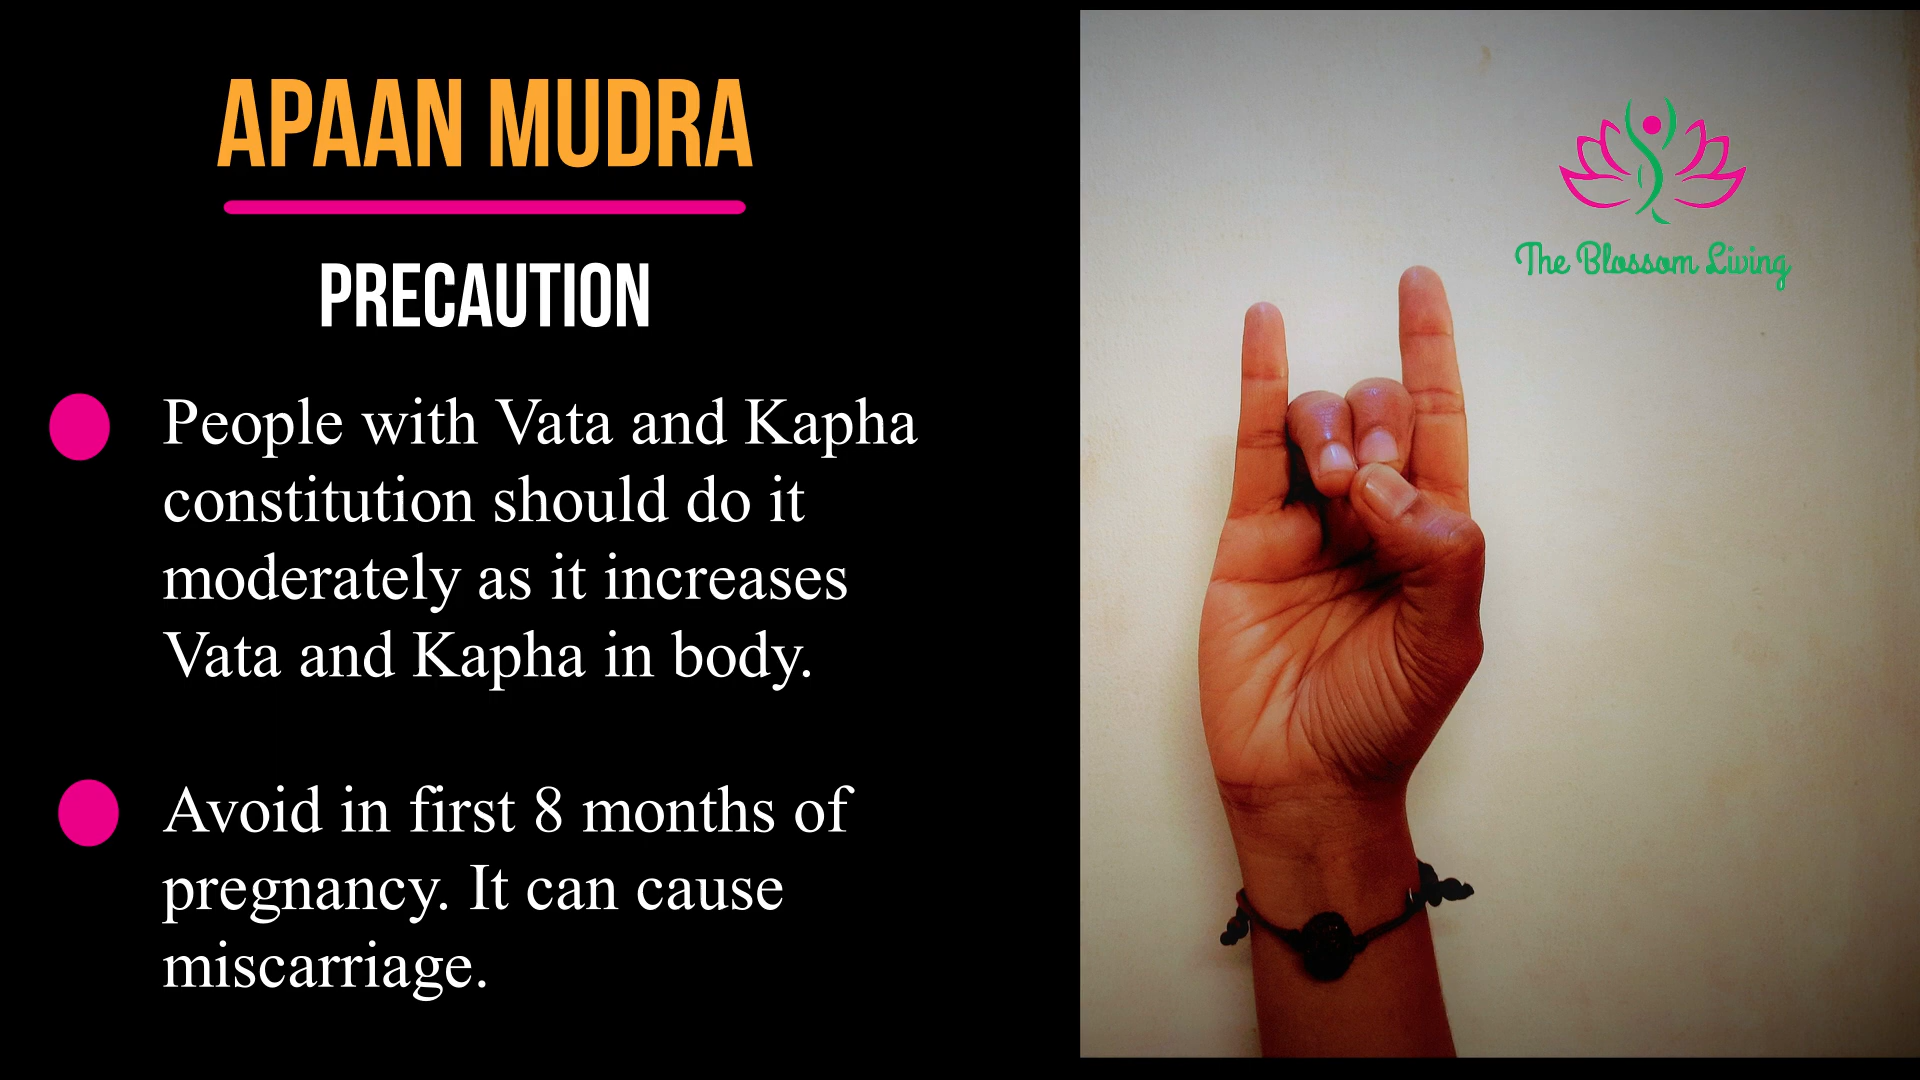 APAAN MUDRA
PRECAUTION
People with Vata and Kapha
constitution should do it
moderately as it increases
Vata and Kapha in body.
Avoid in first 8 months of
pregnancy. It can cause
miscarriage.
The Blossom Living